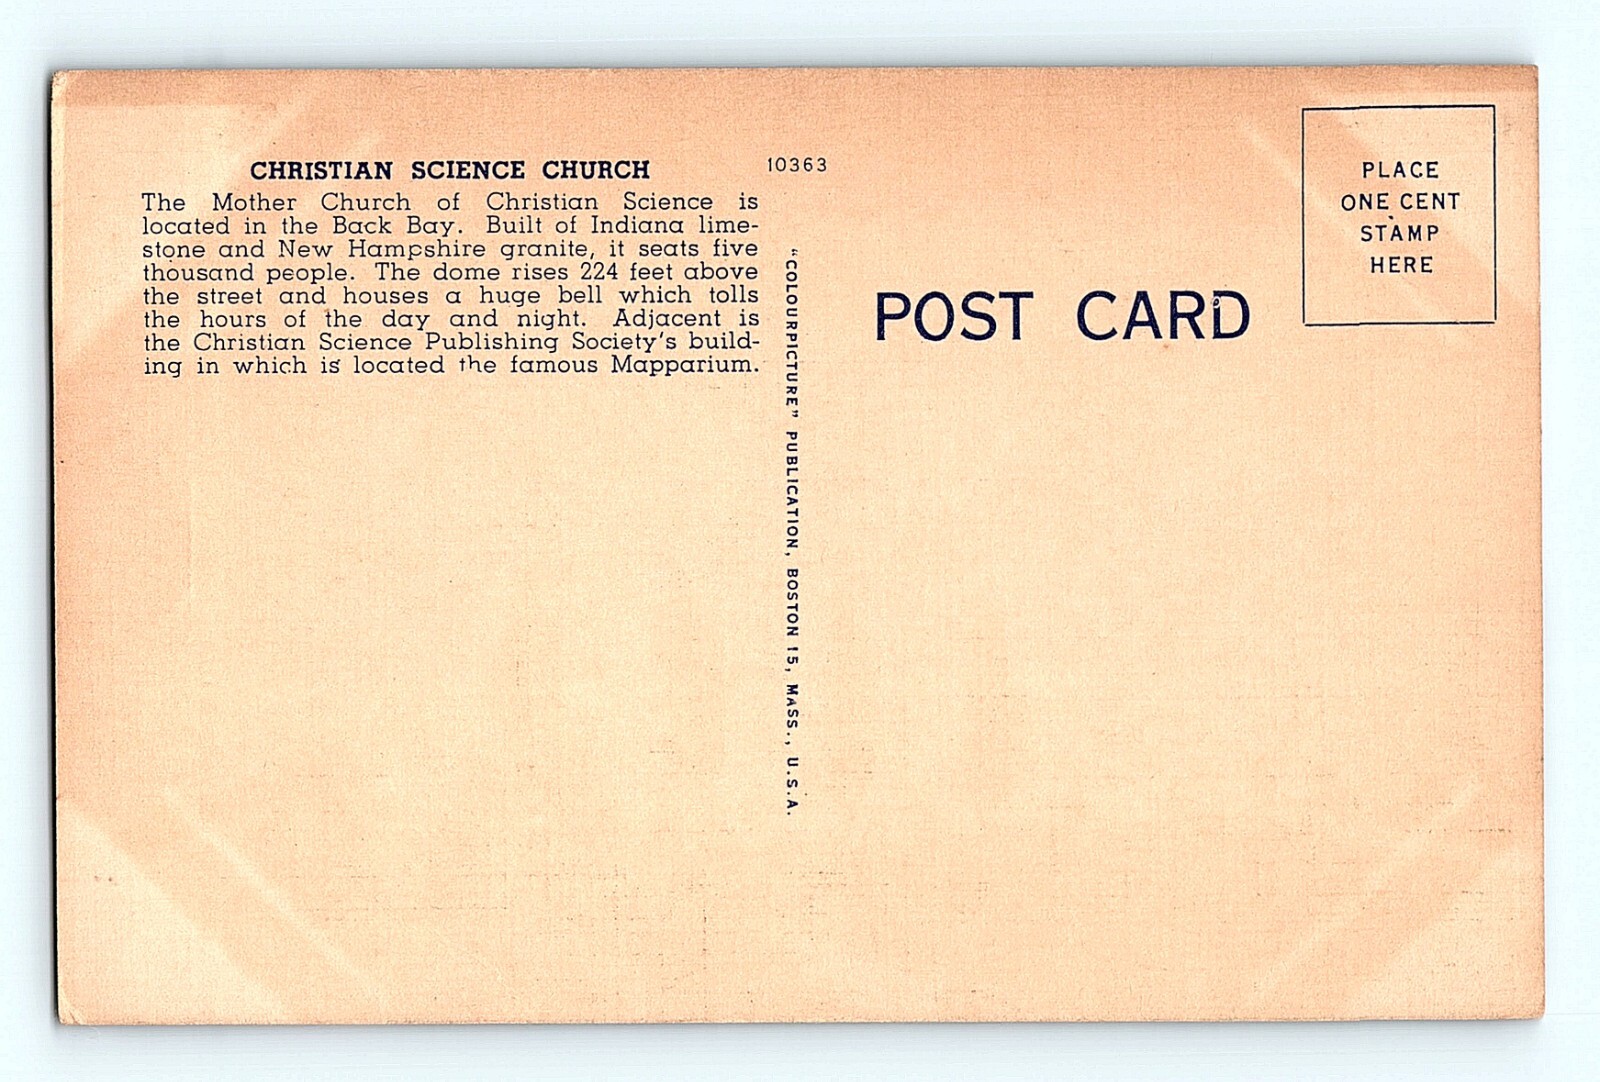 CHRISTIAN SCIENCE CHURCH
The Mother Church of Christian Science is
located in the Back Bay. Built of Indiana lime-
stone and New Hampshire granite, it seats five
thousand people. The dome rises 224 feet above
the street and houses a huge bell which tolls
the hours of the day and night. Adjacent is
the Christian Science Publishing Society's build-
ing in which is located the famous Mapparium.
10363
"COLOURPICTURE" PUBLICATION, BOSTON 15, MASS., U.S.A.
POST CARD
PLACE
ONE CENT
STAMP
HERE